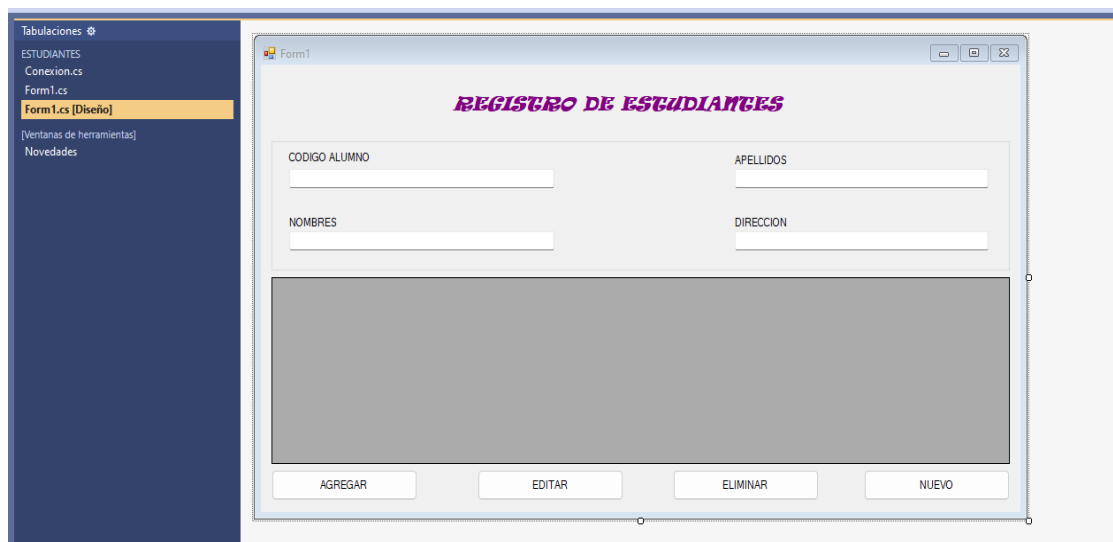 Tabulaciones
ESTUDIANTES
Conexion.cs
Form1.cs
Form1.cs [Diseño]
[Ventanas de herramientas]
Novedades
Form1
REGISTRO DE ESTUDIANTES
CODIGO ALUMNO
APELLIDOS
NOMBRES
DIRECCION
AGREGAR
EDITAR
ELIMINAR
NUEVO